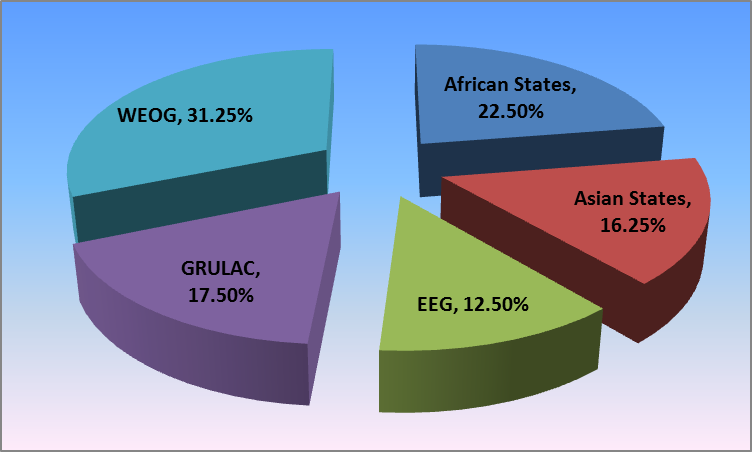 African States,
22.50%
Asian States,
16.25%
EEG, 12.50%
GRULAC,
17.50%
WEOG, 31.25%